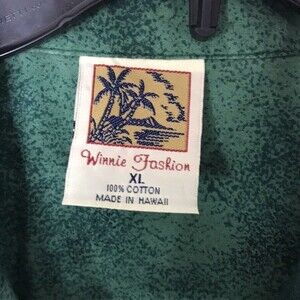 Winnie Fashion
XL
100% COTTON
MADE IN HAWAII